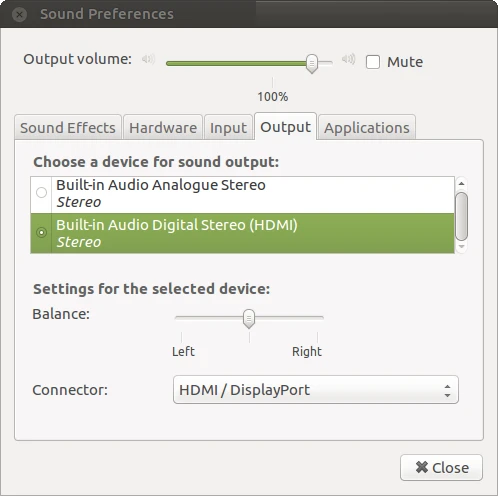 Sound Preferences
Output volume: Mute
100%
Sound Effects Hardware Input Output Applications
Choose a device for sound output:
Built-in Audio Analogue Stereo
Stereo
Built-in Audio Digital Stereo (HDMI)
Stereo
Settings for the selected device:
Balance:
Left Right
Connector: HDMI / DisplayPort
Close